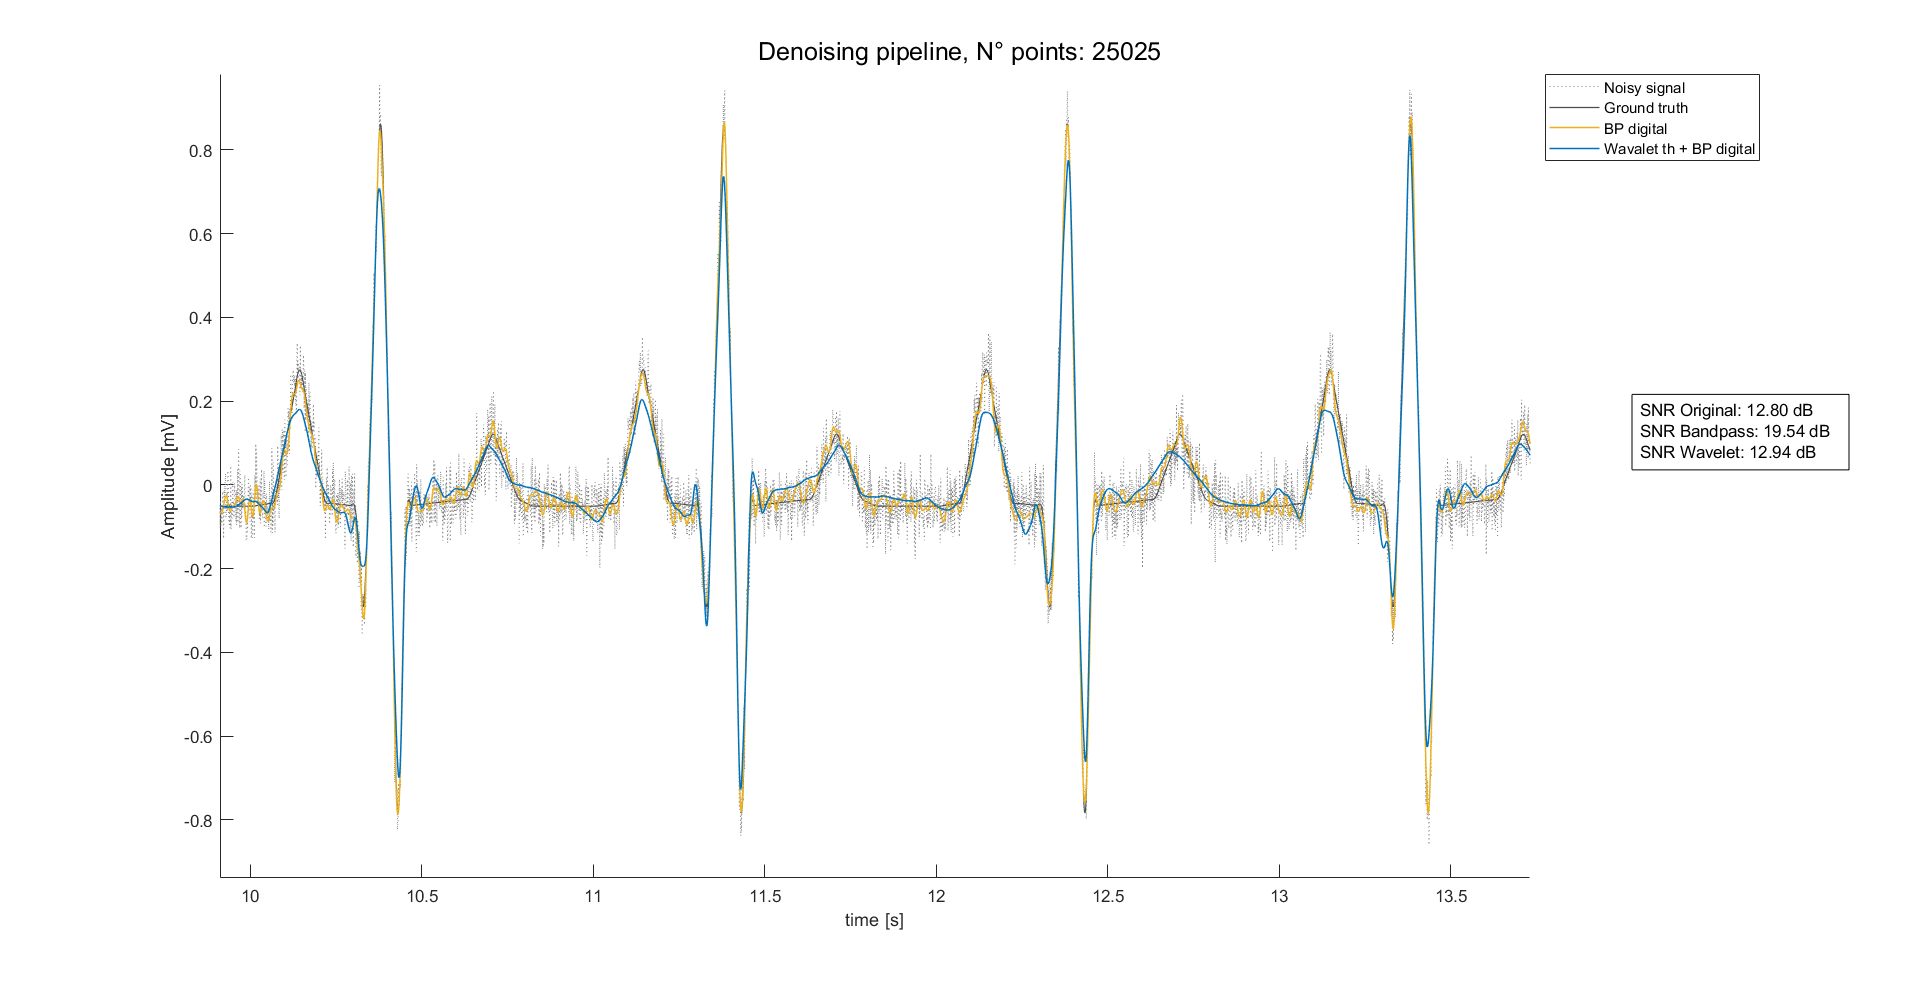 Denoising pipeline, N° points: 25025
Noisy signal
Ground truth
BP digital
Wavalet th + BP digital
0.8
0.6
0.4
0.2
0
-0.2
-0.4
-0.6
-0.8
Amplitude [mV]
SNR Original: 12.80 dB
SNR Bandpass: 19.54 dB
SNR Wavelet: 12.94 dB
10 10.5 11 11.5 12 12.5 13 13.5
time [s]